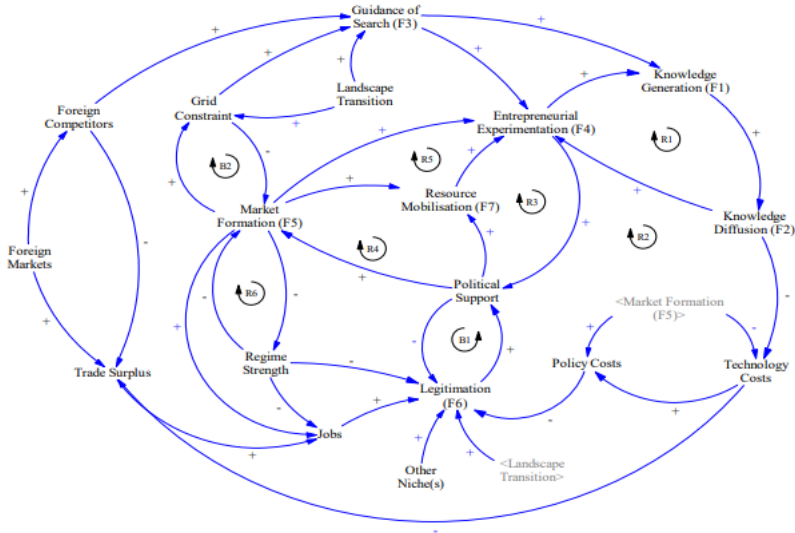 Guidance of
Search (F3)
+
+
+
+
+
Landscape
Transition
Knowledge
Generation (F1)
Grid
Constraint
Foreign
Competitors
Entrepreneurial
Experimentation (F4)
+
+
+
-
B2
R5
R1
+
+
+
+
Resource
Mobilisation (F7)
R3
+
+
Market
Formation (F5)
Knowledge
Diffusion (F2)
-
R4
R2
+
+
+
Foreign
Markets
Political
Support
R6
-
-
-
<Market Formation
(F5)>
+
+
-
B1
+
+
-
Regime
Strength
-
Policy Costs
Technology
Costs
Trade Surplus
Legitimation
(F6)
-
+
+
-
Jobs
+
+
+
<Landscape
Transition>
Other
Niche(s)
-